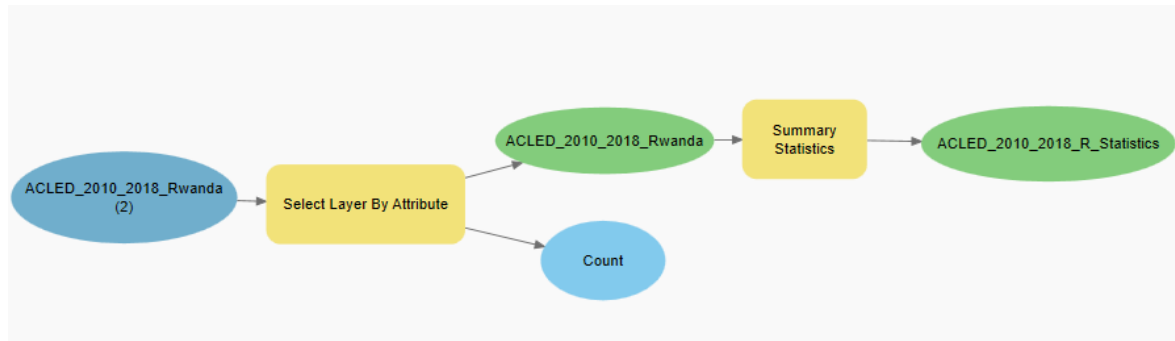 ACLED_2010_2018_Rwanda
(2)
Select Layer By Attribute
ACLED_2010_2018_Rwanda
Count
Summary
Statistics
ACLED_2010_2018_R_Statistics